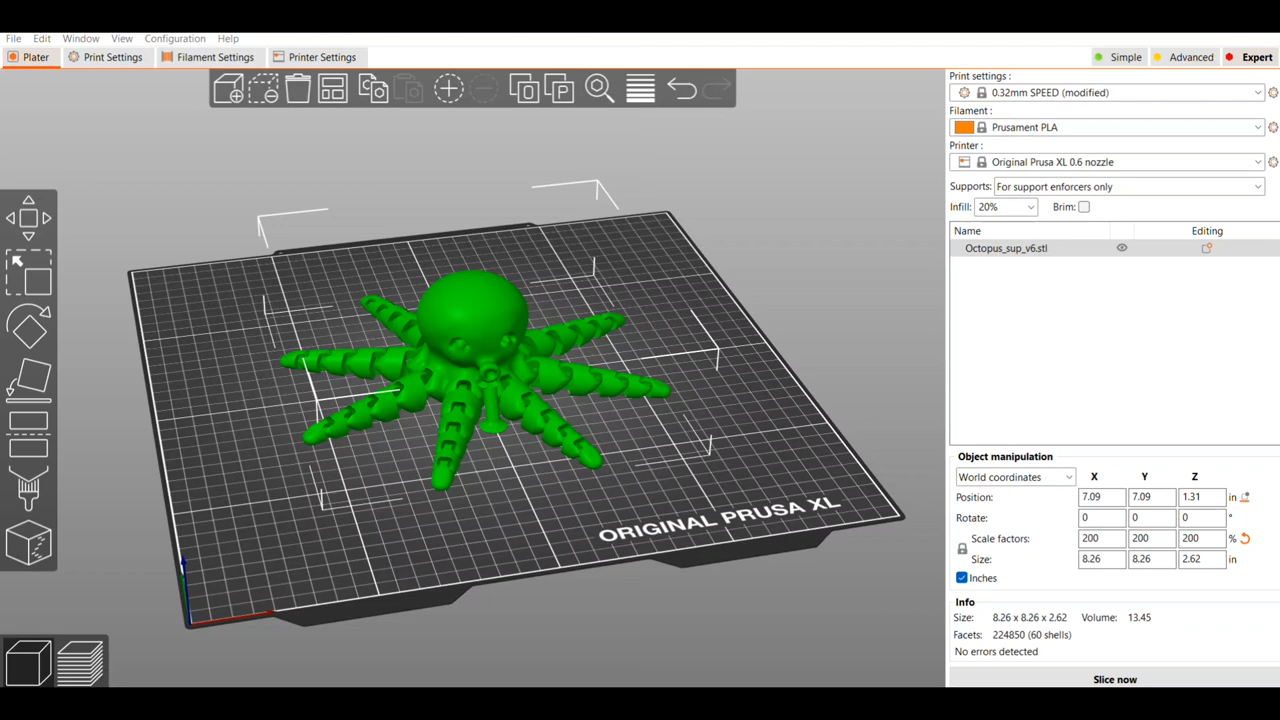 File Edit Window View Configuration Help
Plater Print Settings Filament Settings Printer Settings Simple Advanced Expert
Print settings :
0.32mm SPEED (modified)
Filament :
Prusament PLA
Printer :
Original Prusa XL 0.6 nozzle
Supports: For support enforcers only
Infill: 20% Brim:
Name Editing
Octopus_sup_v6.stl
Object manipulation
World coordinates X Y Z
Position: 7.09 7.09 1.31 in
Rotate: 0 0 0 °
Scale factors: 200 200 200 %
Size: 8.26 8.26 2.62 in
Inches
Info
Size: 8.26 x 8.26 x 2.62 Volume: 13.45
Facets: 224850 (60 shells)
No errors detected
Slice now
O P
ORIGINAL PRUSA XL